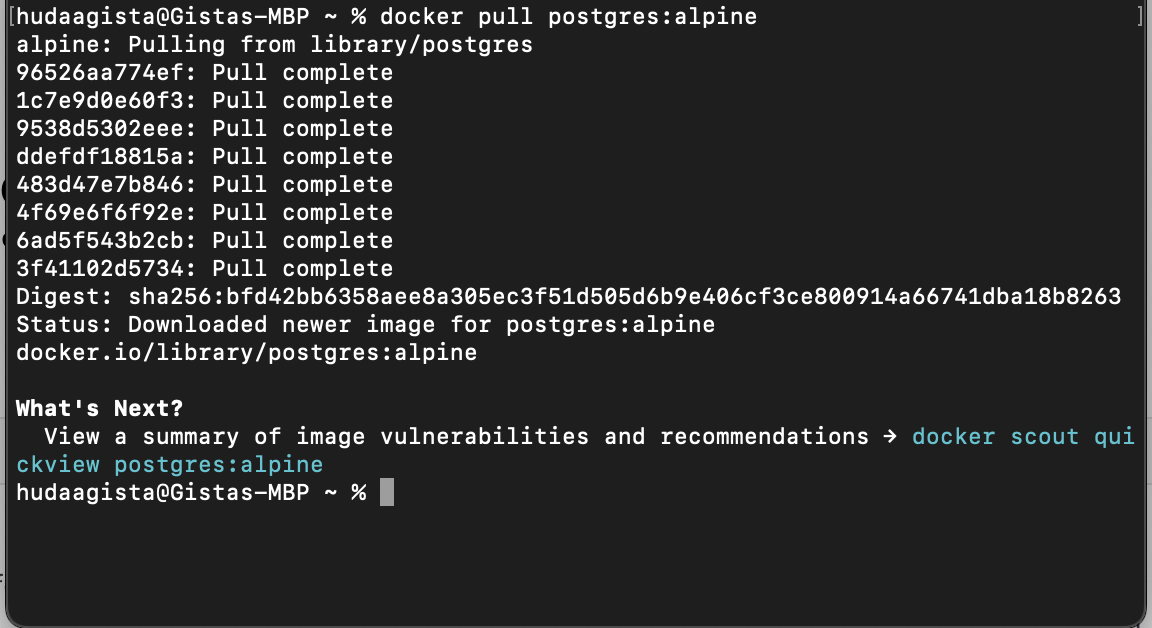 [hudaagista@Gistas-MBP ~ % docker pull postgres:alpine ]
alpine: Pulling from library/postgres
96526aa774ef: Pull complete
1c7e9d0e60f3: Pull complete
9538d5302eee: Pull complete
ddefdf18815a: Pull complete
483d47e7b846: Pull complete
4f69e6f6f92e: Pull complete
6ad5f543b2cb: Pull complete
3f41102d5734: Pull complete
Digest: sha256:bfd42bb6358aee8a305ec3f51d505d6b9e406cf3ce800914a66741dba18b8263
Status: Downloaded newer image for postgres:alpine
docker.io/library/postgres:alpine
What's Next?
View a summary of image vulnerabilities and recommendations → docker scout qui
ckview postgres:alpine
hudaagista@Gistas-MBP ~ %